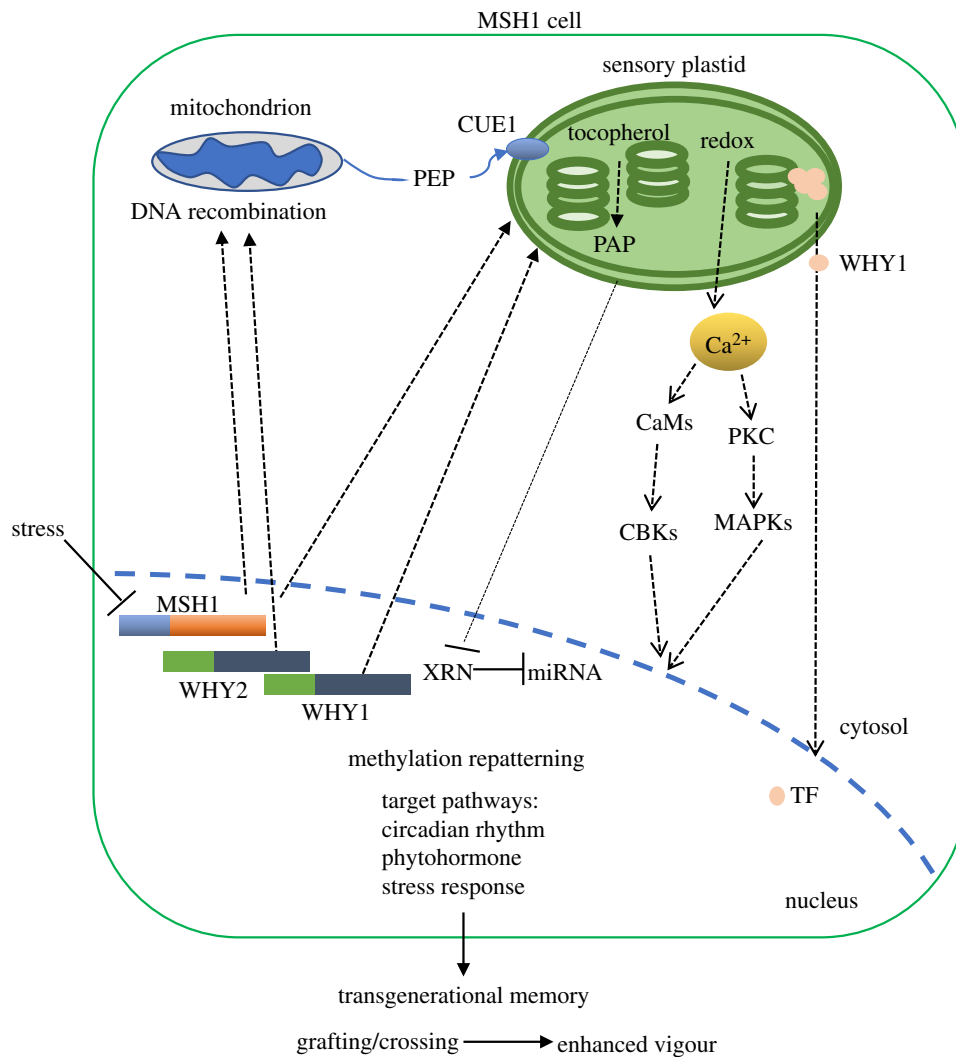 MSH1 cell
sensory plastid
mitochondrion
CUE1
tocopherol
redox
PEP
DNA recombination
PAP
WHY1
Ca²⁺
CaMs
PKC
stress
CBKs
MAPKs
MSH1
WHY2
XRN
miRNA
WHY1
cytosol
methylation repatterning
target pathways:
TF
circadian rhythm
phytohormone
stress response
nucleus
transgenerational memory
grafting/crossing
enhanced vigour